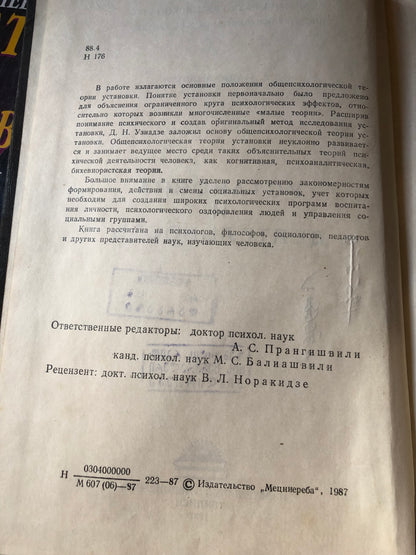 88.4
Н 176
В работе излагаются основные положения общепсихологической те-
ории установки. Понятие установки первоначально было предложено
для объяснения ограниченного круга психологических эффектов, отно-
сительно которых возникли многочисленные «малые теории». Расширив
понимание психического и создав оригинальный метод исследования ус-
тановки, Д. Н. Узнадзе заложил основу общепсихологической теории ус-
тановки. Общепсихологическая теория установки неуклонно развивает-
ся и занимает ведущее место среди таких объяснительных теорий пси-
хической деятельности человека, как когнитивная, психоаналитическая,
бихевиористская теории.
Большое внимание в книге уделено рассмотрению закономерностям
формирования, действия и смены социальных установок, учет которых
необходим для создания широких психологических программ воспита-
ния личности, психологического оздоровления людей и управления со-
циальными группами.
Книга рассчитана на психологов, философов, социологов, педагогов
и других представителей наук, изучающих человека.
Ответственные редакторы: доктор психол. наук
А. С. Прангишвили
канд. психол. наук М. С. Балиашвили
Рецензент: докт. психол. наук В. Л. Норакидзе
Н 0304000000
М 607 (06)—87 223—87 © Издательство „Мецниереба", 1987